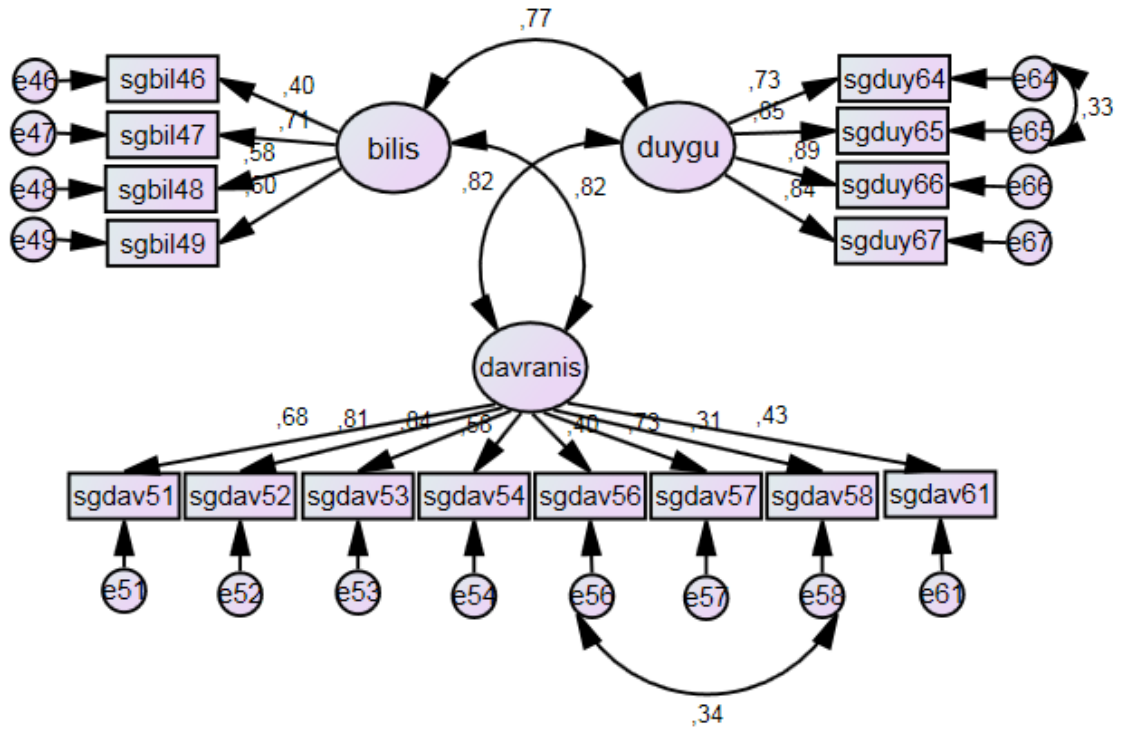 ,77
e46
sgbil46
,40
e47
sgbil47
,71
e48
sgbil48
,58
e49
sgbil49
,60
bilis
duygu
,73
sgduy64
e64
,85
sgduy65
e65
,33
,89
sgduy66
e66
,84
sgduy67
e67
,82
,82
davranis
,68
,81
,84
,58
,40
,73
,31
,43
sgdav51
sgdav52
sgdav53
sgdav54
sgdav56
sgdav57
sgdav58
sgdav61
e51
e52
e53
e54
e56
e57
e58
e61
,34